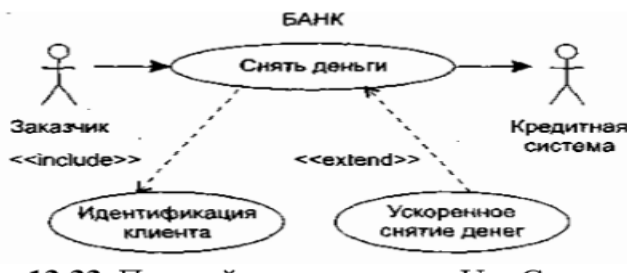 БАНК
Снять деньги
Заказчик
Кредитная
система
<<include>>
<<extend>>
Идентификация
клиента
Ускоренное
снятие денег